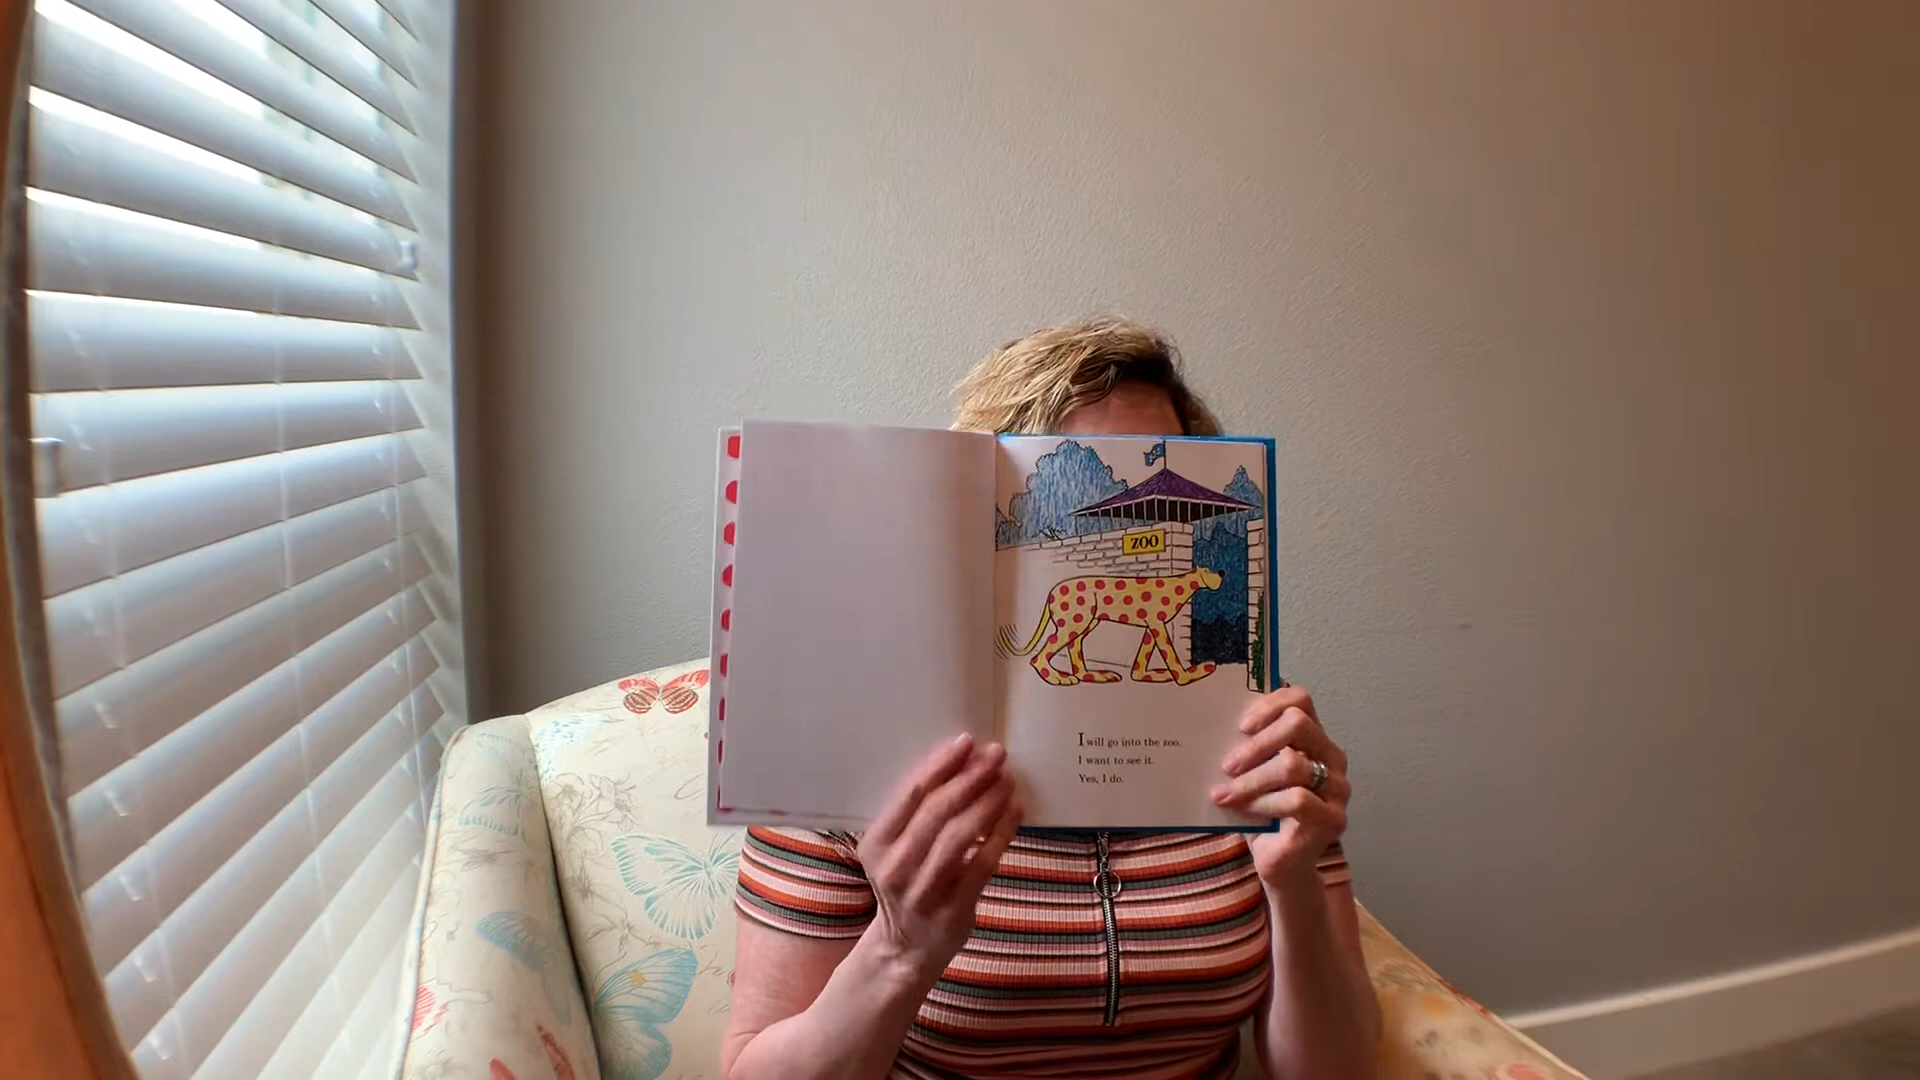 ZOO
I will go into the zoo.
I want to see it.
Yes, I do.